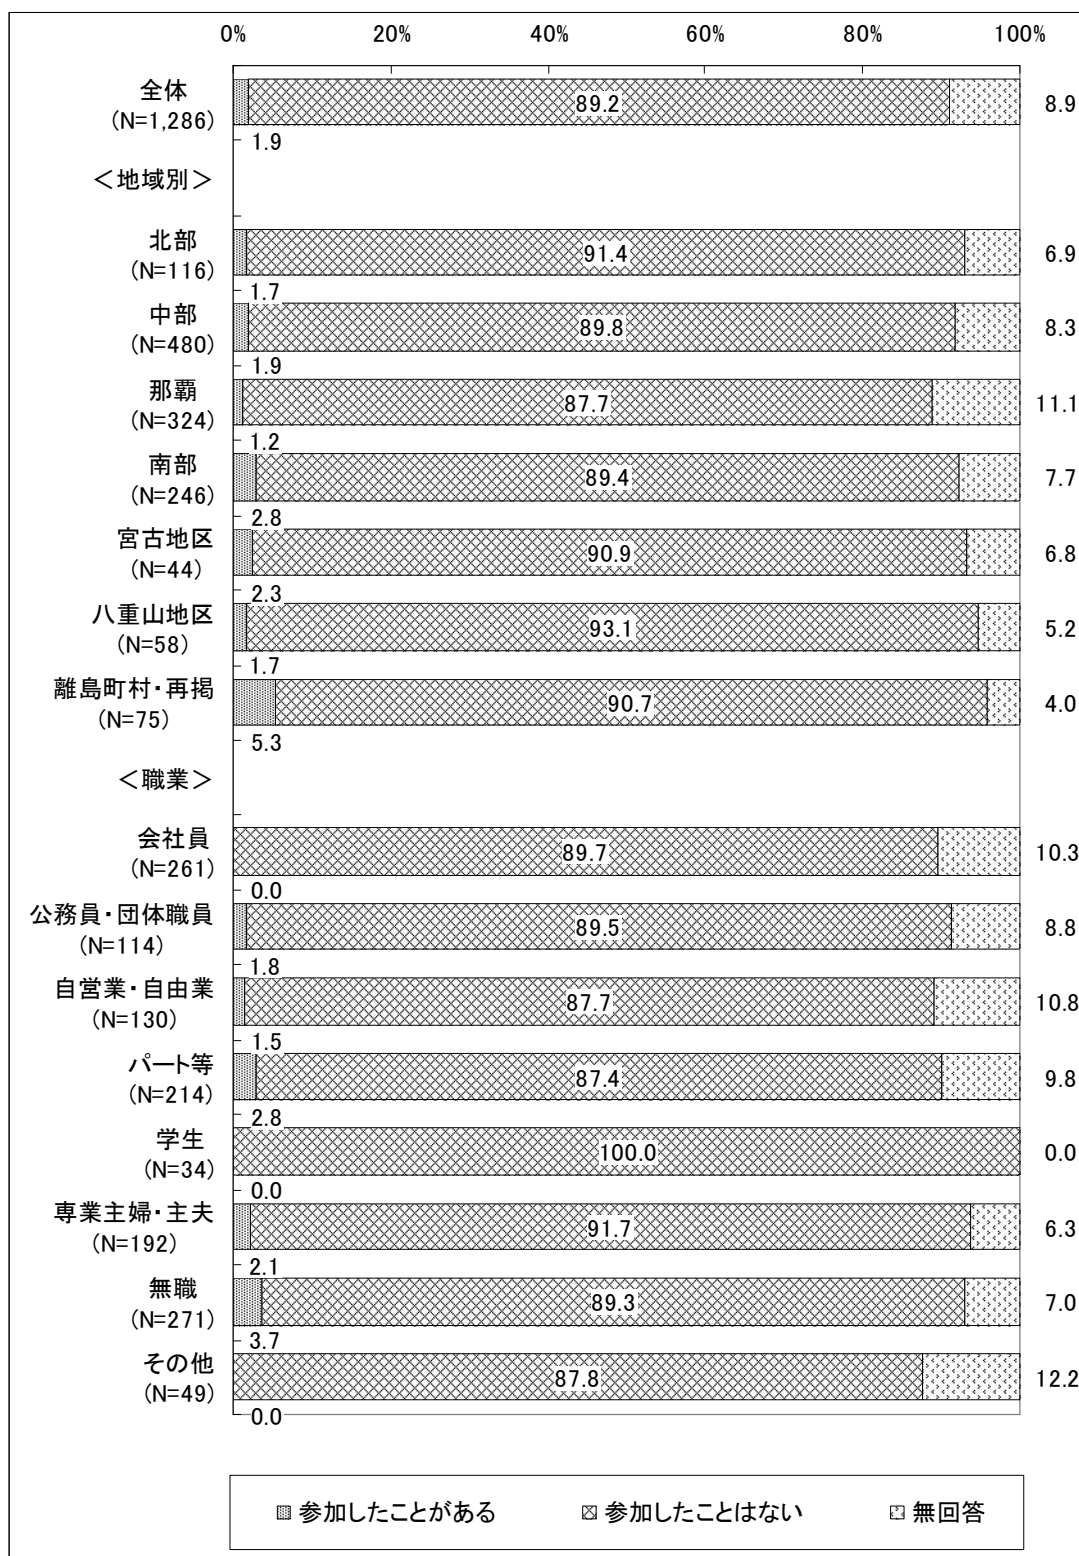 0% 20% 40% 60% 80% 100%
全体
(N=1,286)
89.2
8.9
1.9
＜地域別＞
北部
(N=116)
91.4
6.9
1.7
中部
(N=480)
89.8
8.3
1.9
那覇
(N=324)
87.7
11.1
1.2
南部
(N=246)
89.4
7.7
2.8
宮古地区
(N=44)
90.9
6.8
2.3
八重山地区
(N=58)
93.1
5.2
1.7
離島町村・再掲
(N=75)
90.7
4.0
5.3
＜職業＞
会社員
(N=261)
89.7
10.3
0.0
公務員・団体職員
(N=114)
89.5
8.8
1.8
自営業・自由業
(N=130)
87.7
10.8
1.5
パート等
(N=214)
87.4
9.8
2.8
学生
(N=34)
100.0
0.0
0.0
専業主婦・主夫
(N=192)
91.7
6.3
2.1
無職
(N=271)
89.3
7.0
3.7
その他
(N=49)
87.8
12.2
0.0
参加したことがある 参加したことはない 無回答